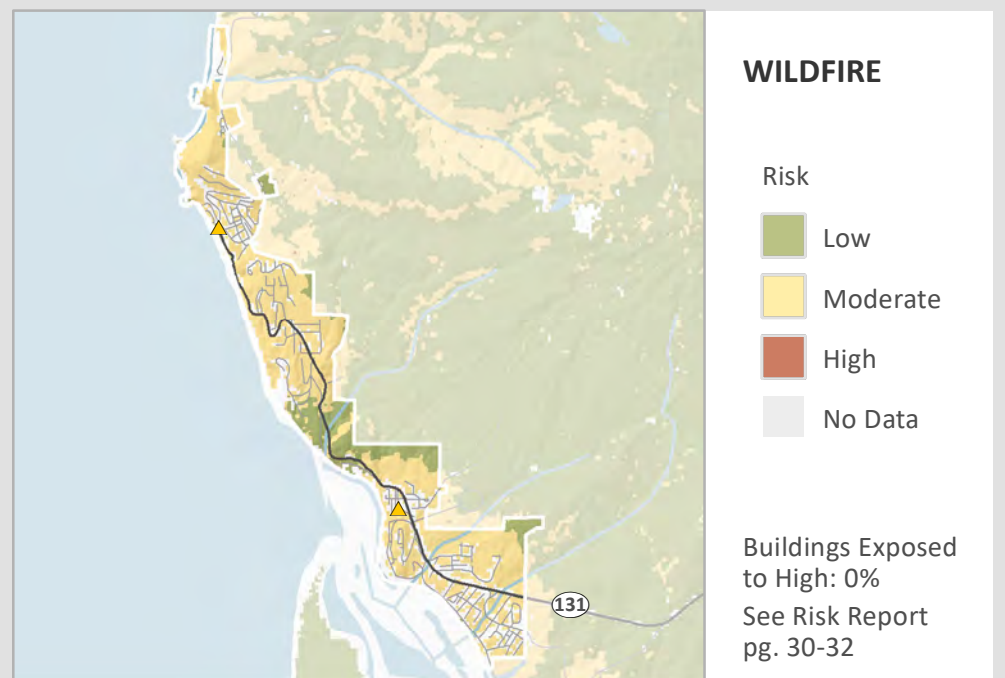 WILDFIRE
Risk
Low
Moderate
High
No Data
Buildings Exposed
to High: 0%
See Risk Report
pg. 30-32
131